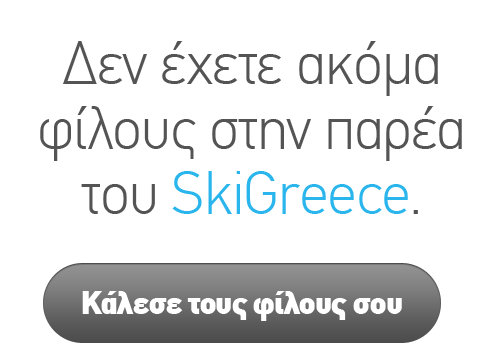 Δεν έχετε ακόμα
φίλους στην παρέα
του SkiGreece.
Κάλεσε τους φίλους σου